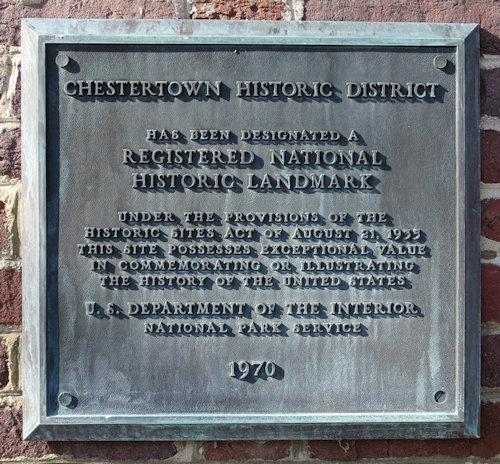 CHESTERTOWN HISTORIC DISTRICT
HAS BEEN DESIGNATED A
REGISTERED NATIONAL
HISTORIC LANDMARK
UNDER THE PROVISIONS OF THE
HISTORIC SITES ACT OF AUGUST 21, 1935
THIS SITE POSSESSES EXCEPTIONAL VALUE
IN COMMEMORATING OR ILLUSTRATING
THE HISTORY OF THE UNITED STATES
U. S. DEPARTMENT OF THE INTERIOR
NATIONAL PARK SERVICE
1970